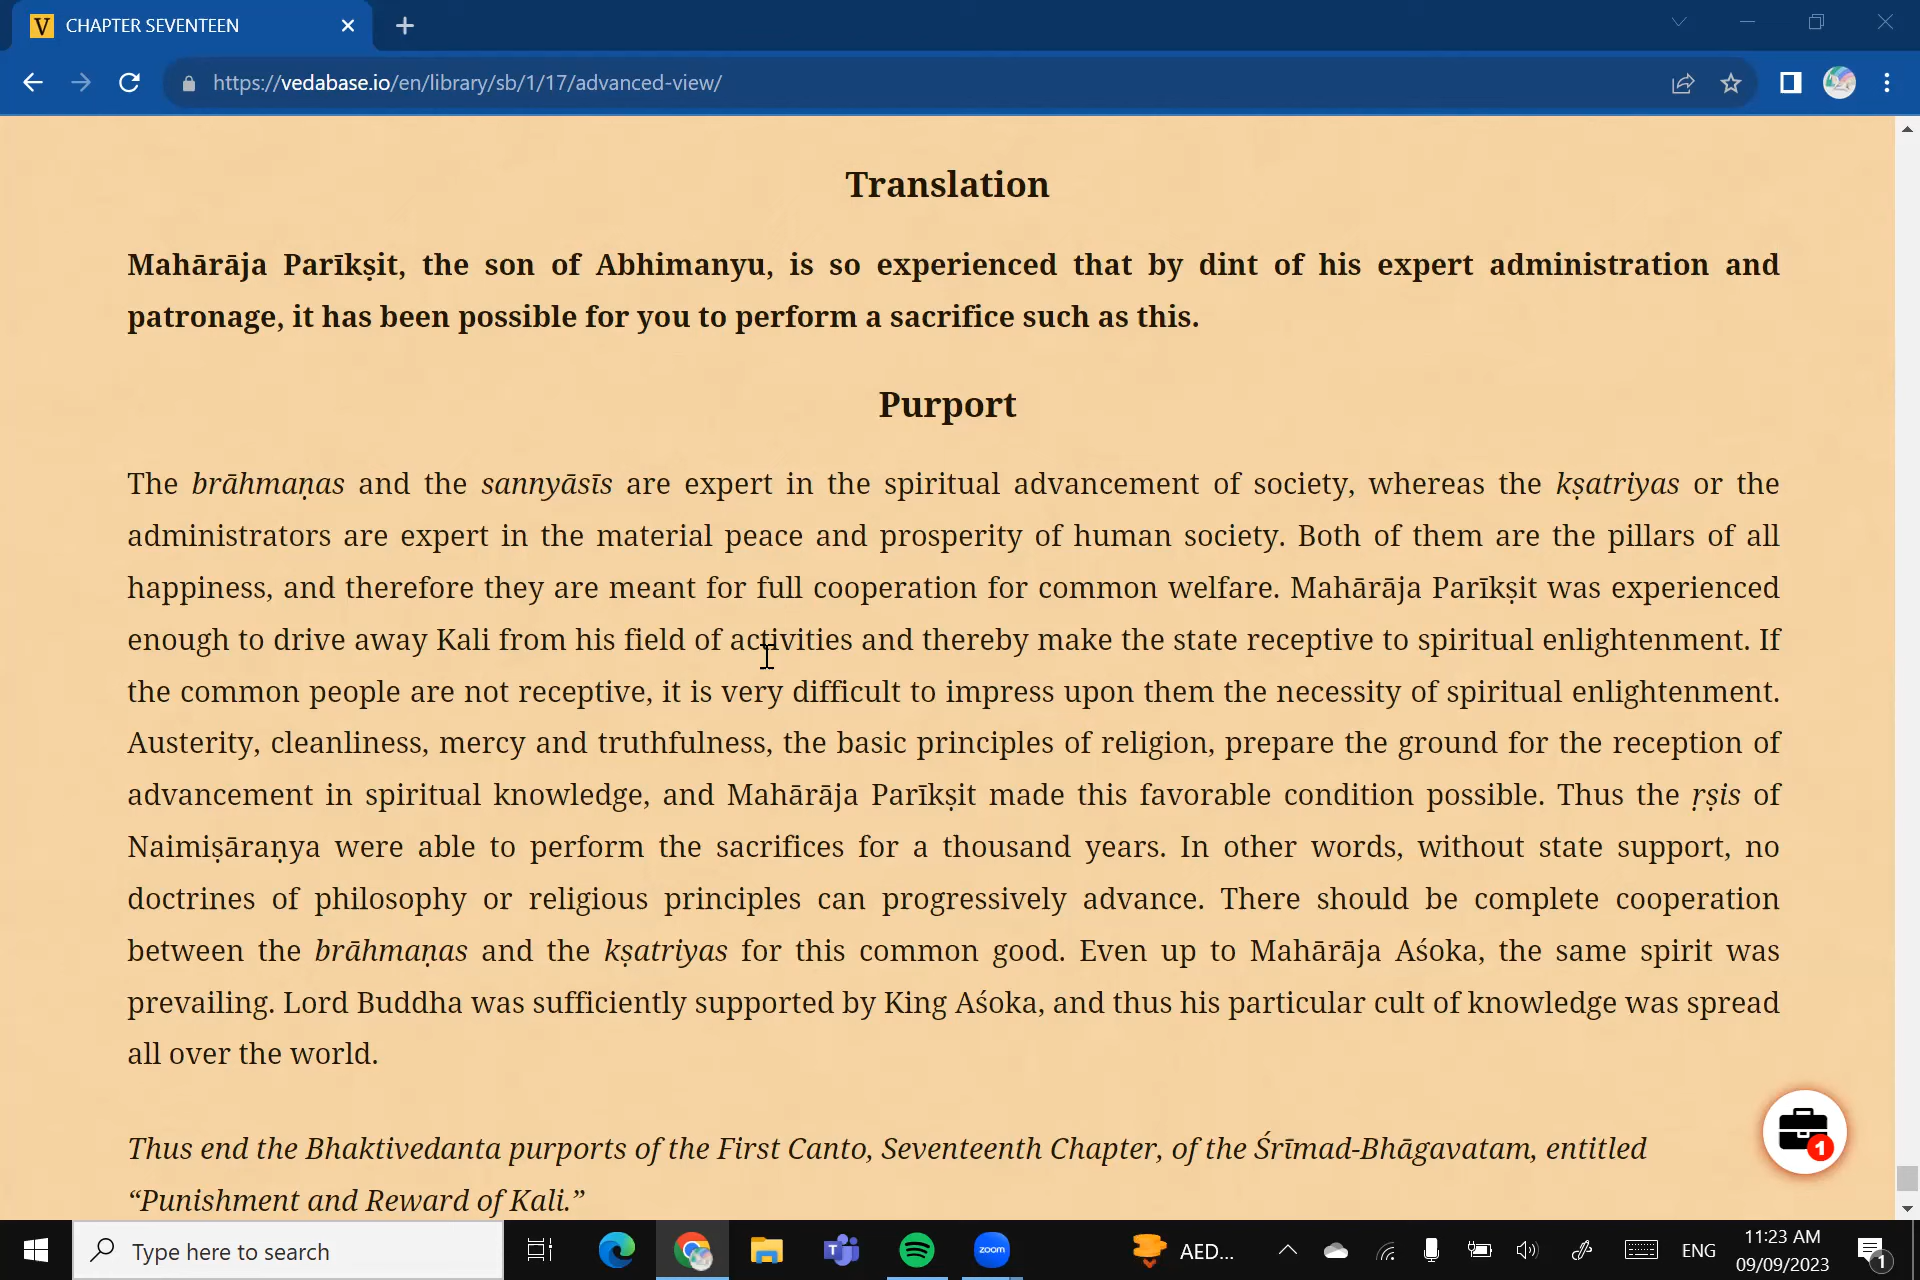 CHAPTER SEVENTEEN
https://vedabase.io/en/library/sb/1/17/advanced-view/
Translation
Mahārāja Parīkṣit, the son of Abhimanyu, is so experienced that by dint of his expert administration and
patronage, it has been possible for you to perform a sacrifice such as this.
Purport
The brāhmaṇas and the sannyāsīs are expert in the spiritual advancement of society, whereas the kṣatriyas or the
administrators are expert in the material peace and prosperity of human society. Both of them are the pillars of all
happiness, and therefore they are meant for full cooperation for common welfare. Mahārāja Parīkṣit was experienced
enough to drive away Kali from his field of activities and thereby make the state receptive to spiritual enlightenment. If
the common people are not receptive, it is very difficult to impress upon them the necessity of spiritual enlightenment.
Austerity, cleanliness, mercy and truthfulness, the basic principles of religion, prepare the ground for the reception of
advancement in spiritual knowledge, and Mahārāja Parīkṣit made this favorable condition possible. Thus the ṛṣis of
Naimiṣāraṇya were able to perform the sacrifices for a thousand years. In other words, without state support, no
doctrines of philosophy or religious principles can progressively advance. There should be complete cooperation
between the brāhmaṇas and the kṣatriyas for this common good. Even up to Mahārāja Aśoka, the same spirit was
prevailing. Lord Buddha was sufficiently supported by King Aśoka, and thus his particular cult of knowledge was spread
all over the world.
Thus end the Bhaktivedanta purports of the First Canto, Seventeenth Chapter, of the Śrīmad-Bhāgavatam, entitled
“Punishment and Reward of Kali.”
1
Type here to search
zoom
AED...
ENG
11:23 AM
09/09/2023
1